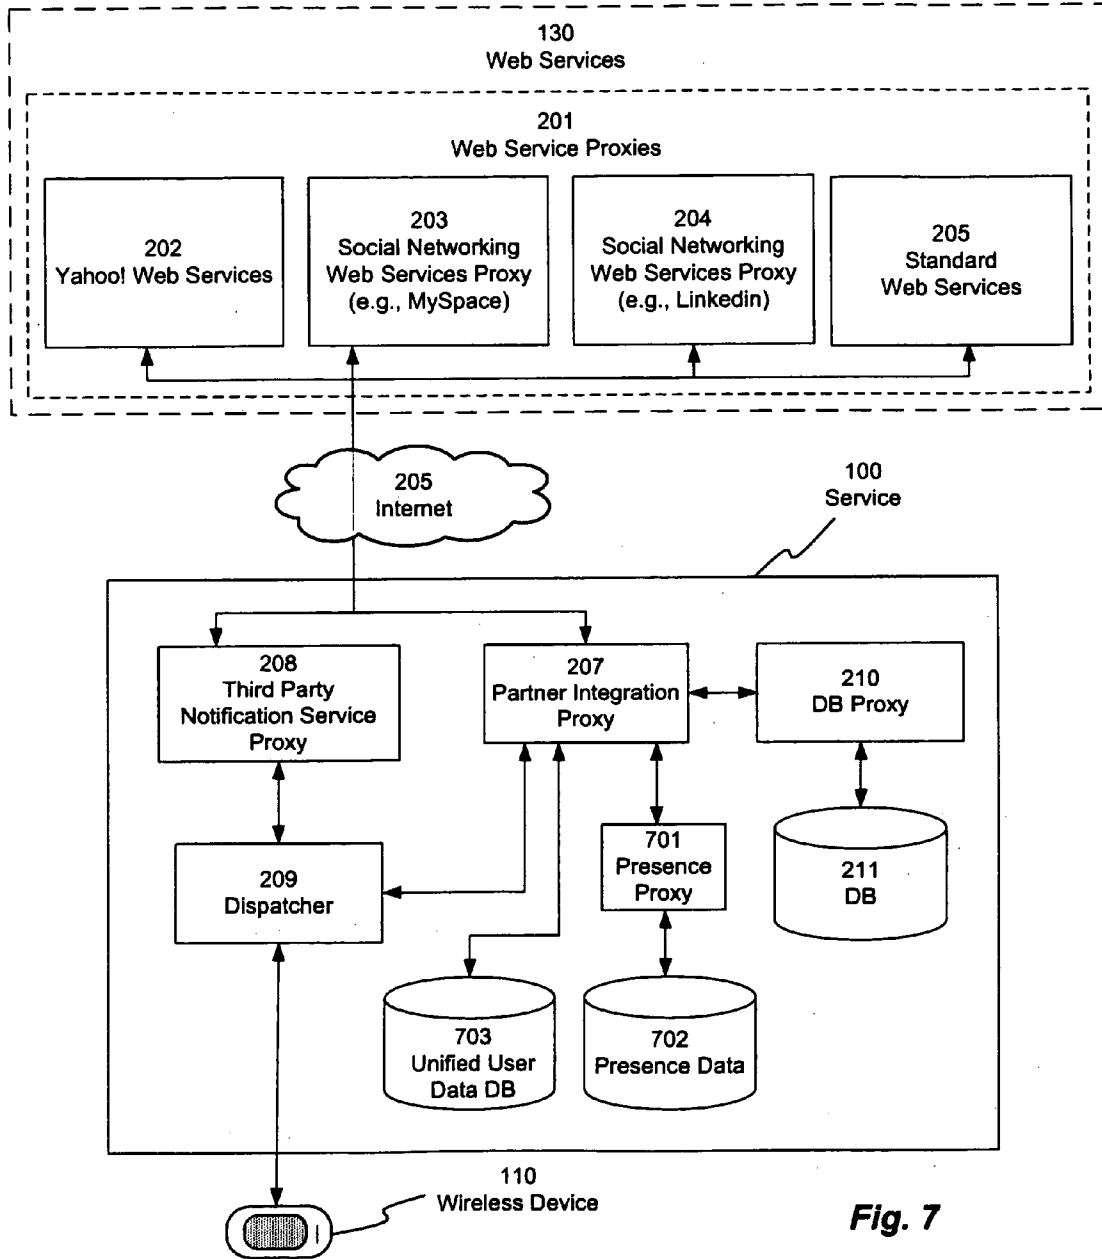 130
Web Services
201
Web Service Proxies
202
Yahoo! Web Services
203
Social Networking
Web Services Proxy
(e.g., MySpace)
204
Social Networking
Web Services Proxy
(e.g., Linkedin)
205
Standard
Web Services
205
Internet
100
Service
208
Third Party
Notification Service
Proxy
207
Partner Integration
Proxy
210
DB Proxy
209
Dispatcher
701
Presence
Proxy
211
DB
703
Unified User
Data DB
702
Presence Data
110
Wireless Device
Fig. 7